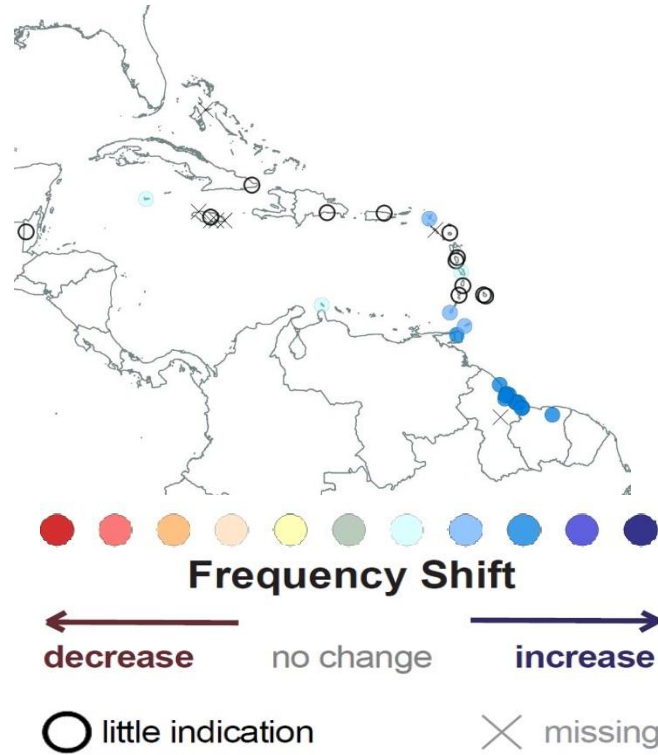 Frequency Shift
decrease no change increase
little indication missing